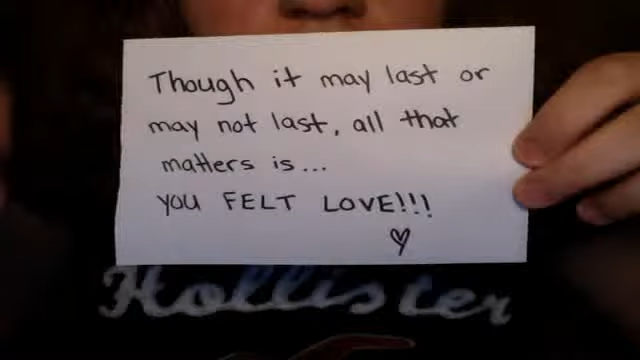 Though it may last or
may not last, all that
matters is...
YOU FELT LOVE!!!
♡
Hollister